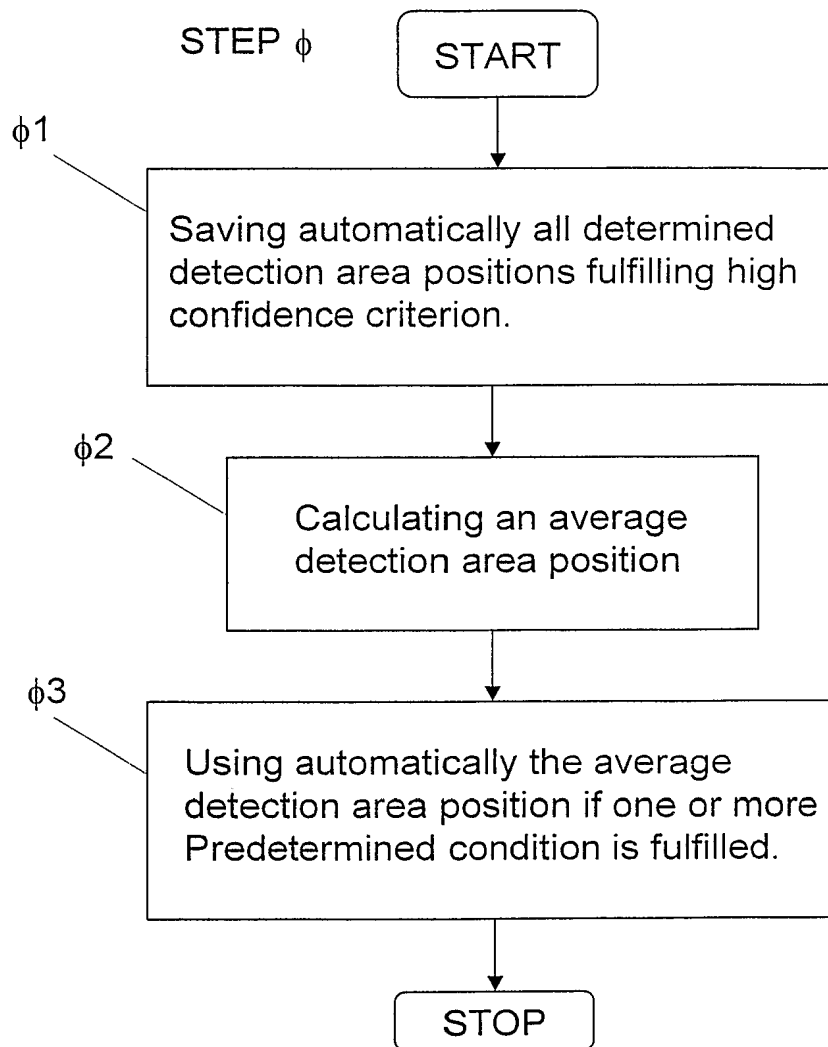 STEP ϕ
START
ϕ1
Saving automatically all determined
detection area positions fulfilling high
confidence criterion.
ϕ2
Calculating an average
detection area position
ϕ3
Using automatically the average
detection area position if one or more
Predetermined condition is fulfilled.
STOP